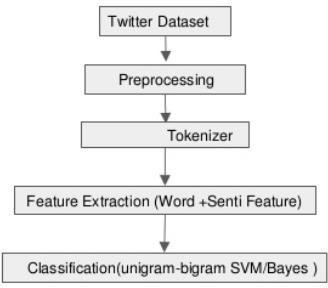 Twitter Dataset
Preprocessing
Tokenizer
Feature Extraction (Word +Senti Feature)
Classification(unigram-bigram SVM/Bayes )